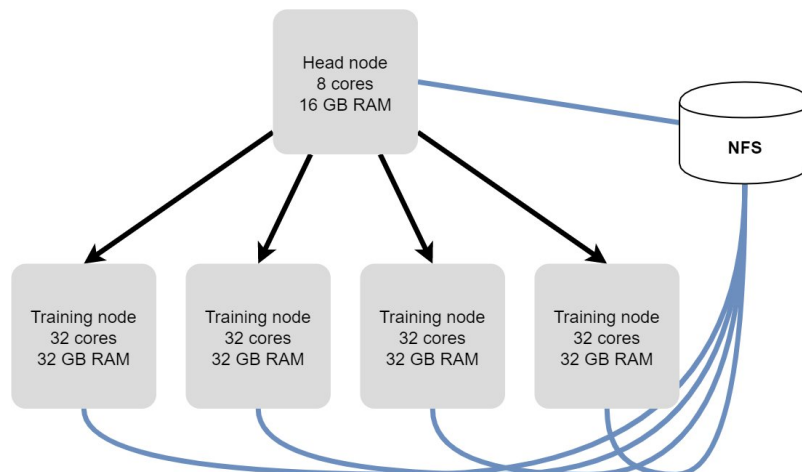 Head node
8 cores
16 GB RAM
NFS
Training node
32 cores
32 GB RAM
Training node
32 cores
32 GB RAM
Training node
32 cores
32 GB RAM
Training node
32 cores
32 GB RAM